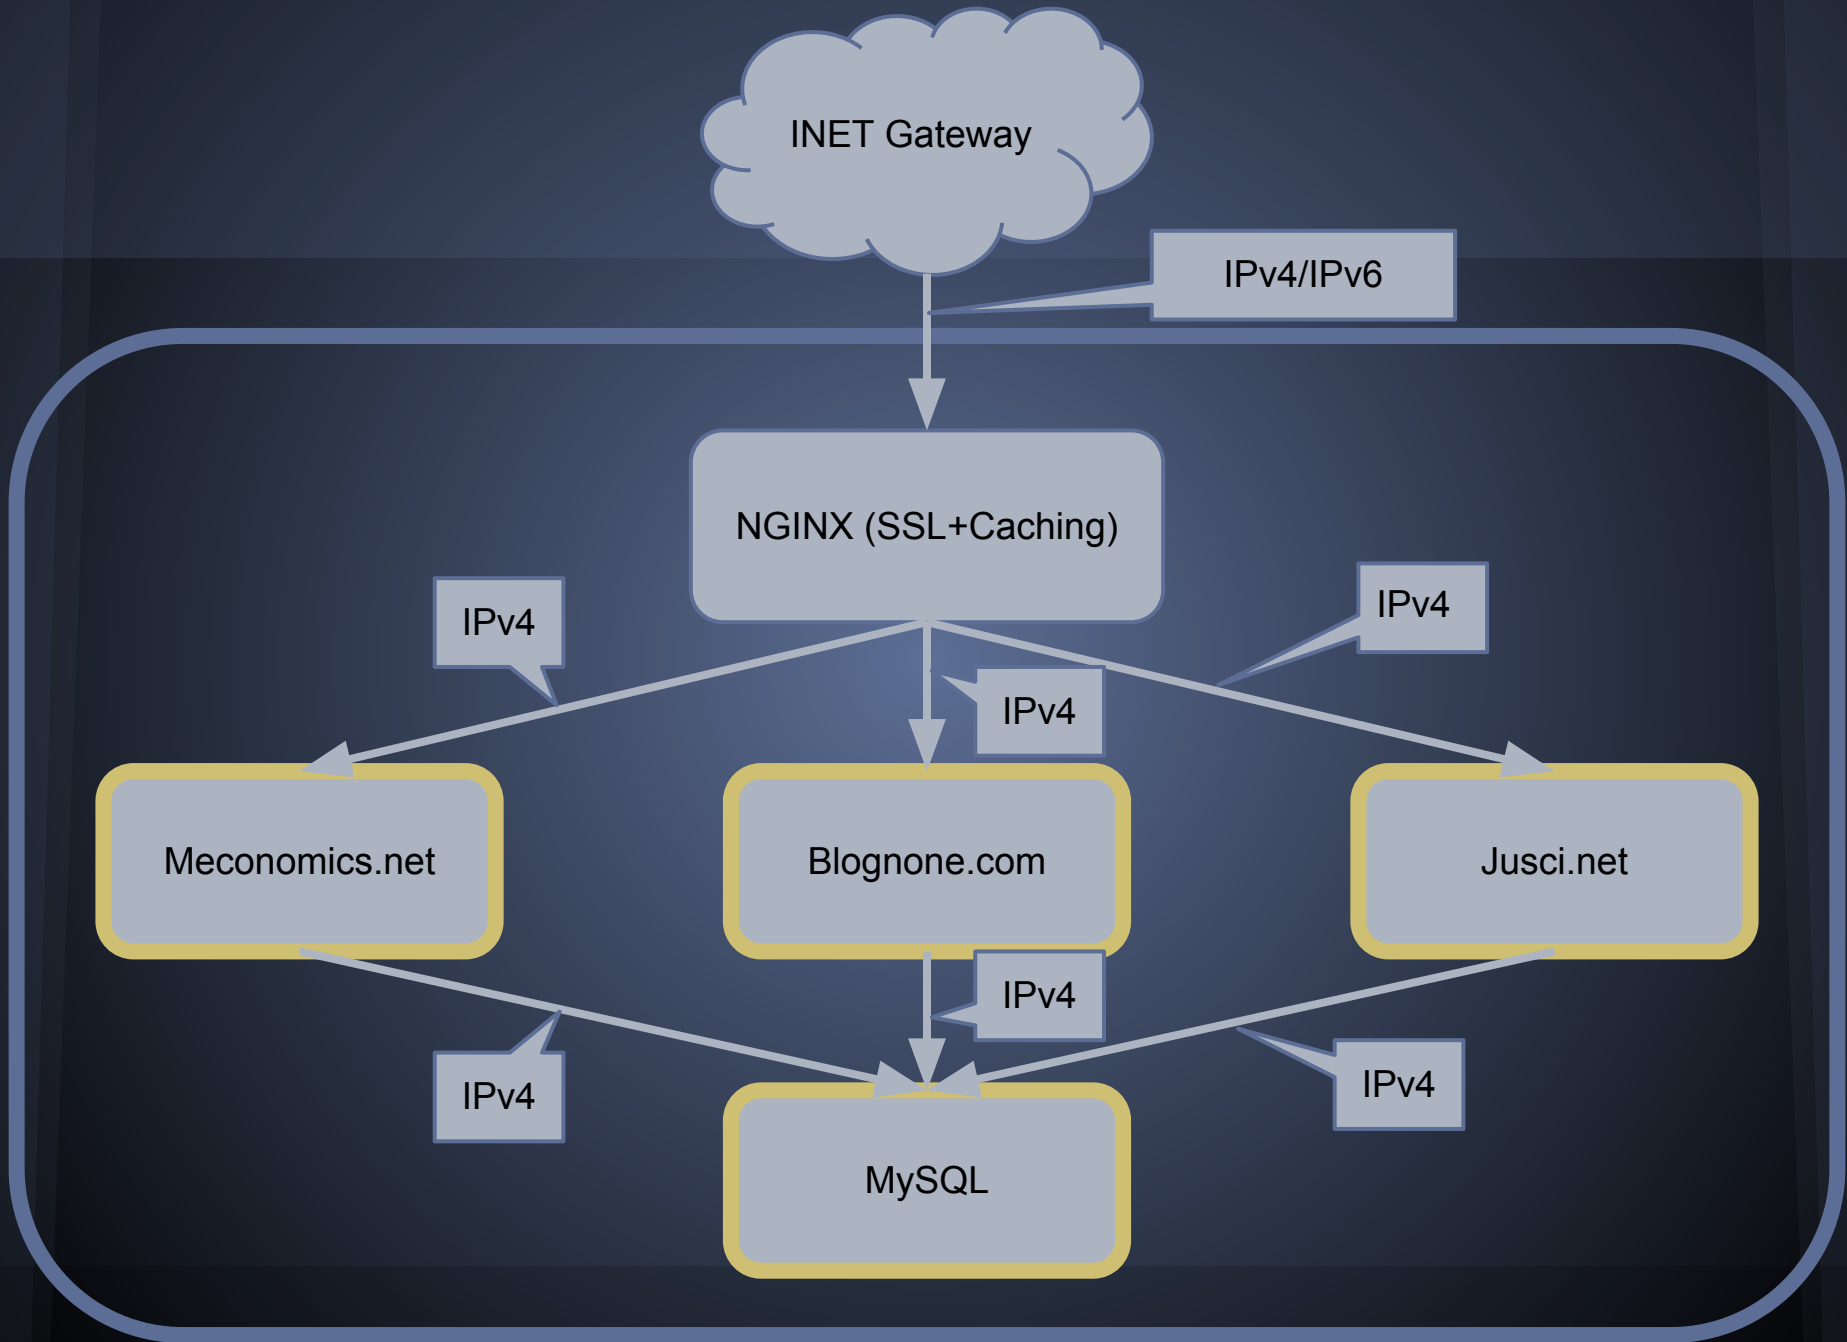 INET Gateway
IPv4/IPv6
NGINX (SSL+Caching)
IPv4
IPv4
IPv4
Meconomics.net
Blognone.com
Jusci.net
IPv4
IPv4
IPv4
MySQL